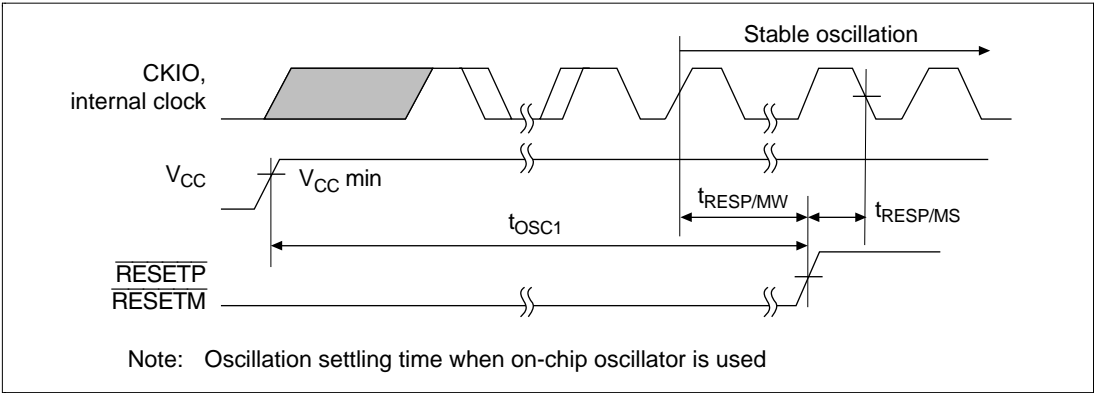 Stable oscillation
CKIO,
internal clock
VCC
VCC min
tRESP/MW
tRESP/MS
tOSC1
RESETP
RESETM
Note: Oscillation settling time when on-chip oscillator is used